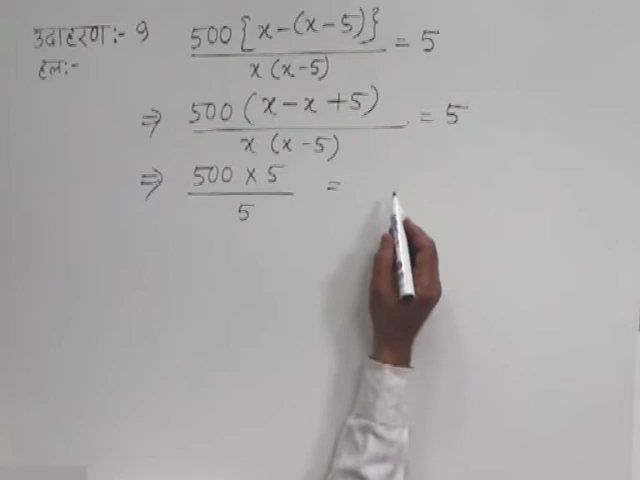 उदाहरण:- 9 500{x-(x-5)} / x(x-5) = 5
हल:-
⇒ 500(x-x+5) / x(x-5) = 5
⇒ 500×5 / 5 =